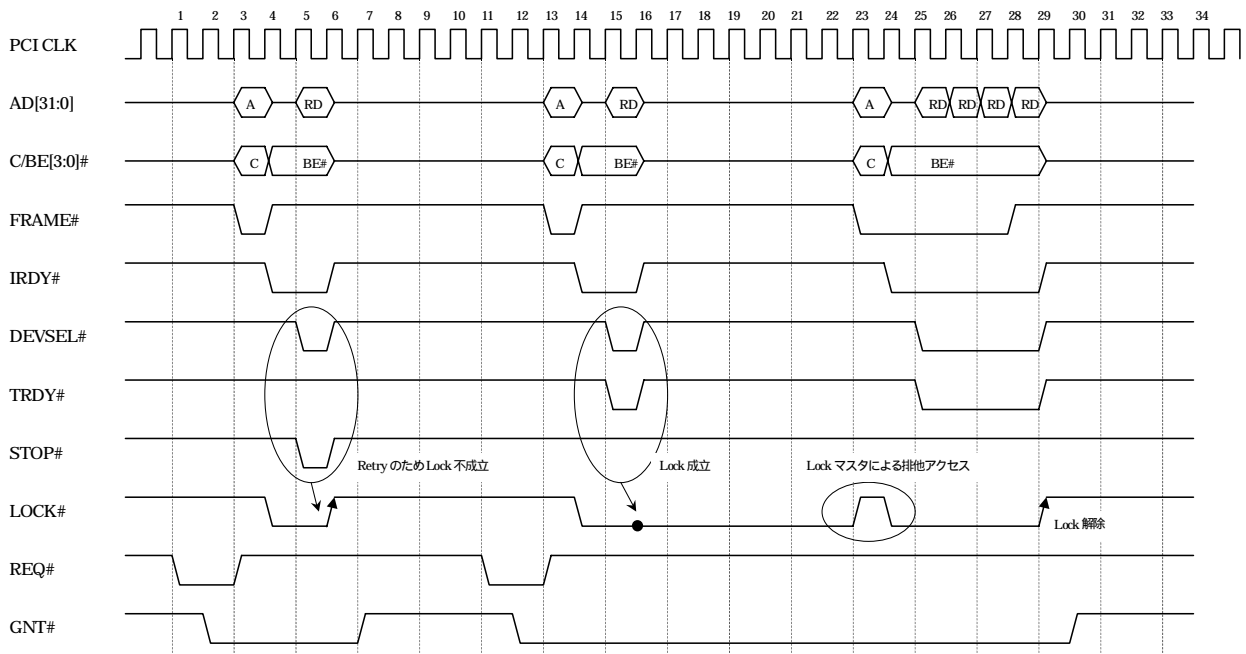 1 2 3 4 5 6 7 8 9 10 11 12 13 14 15 16 17 18 19 20 21 22 23 24 25 26 27 28 29 30 31 32 33 34
PCI CLK
AD[31:0] A RD A RD A RD RD RD RD
C/BE[3:0]# C BE# C BE# C BE#
FRAME#
IRDY#
DEVSEL#
TRDY#
STOP#
Retry のため Lock 不成立 Lock 成立 Lock マスタによる排他アクセス
LOCK#
Lock 解除
REQ#
GNT#